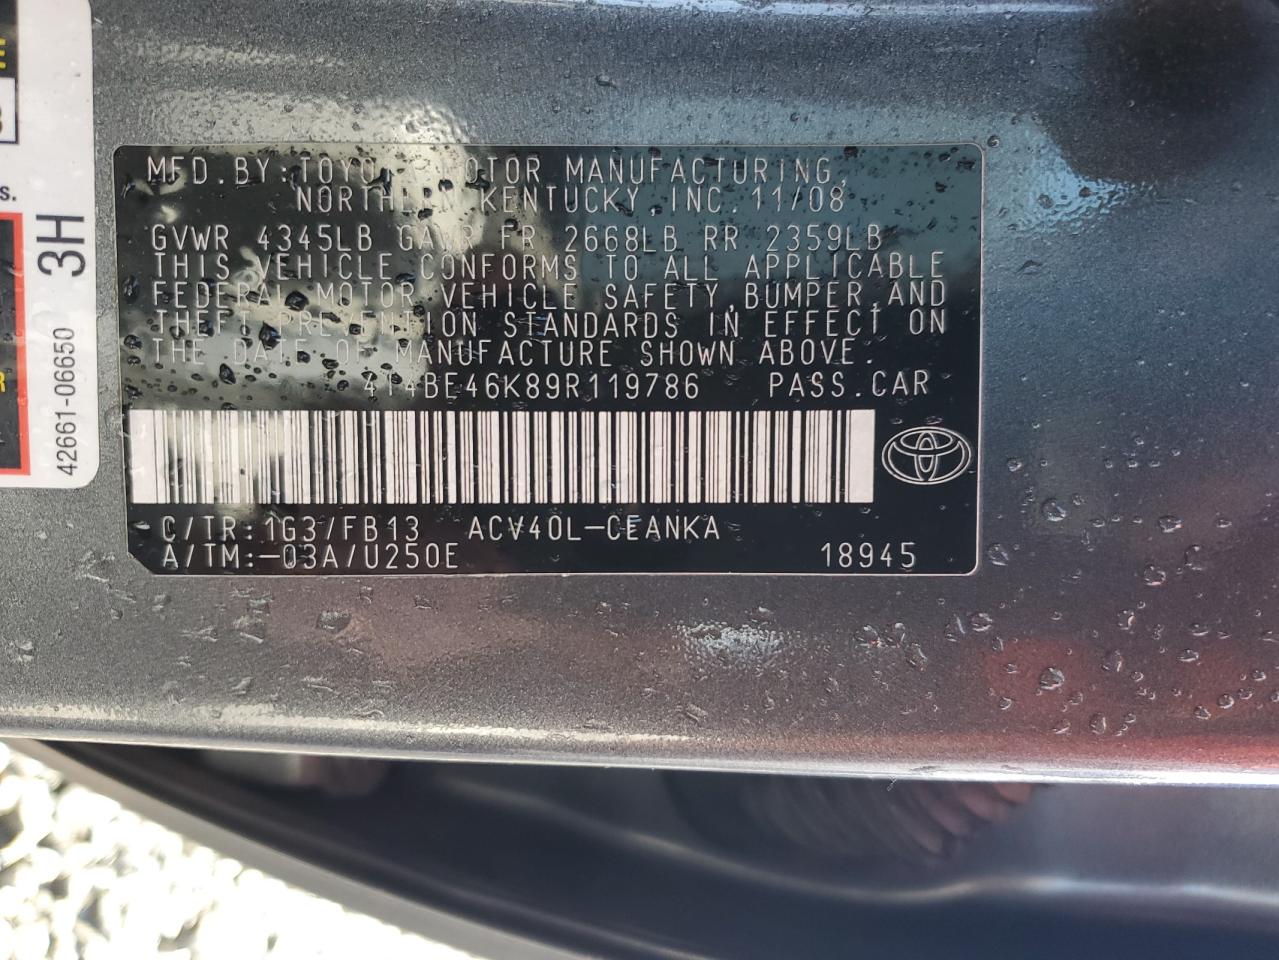 MFD.BY:TOYOTA MOTOR MANUFACTURING,
NORTHERN KENTUCKY,INC. 11/08
GVWR 4345LB GAWR FR 2668LB RR 2359LB
THIS VEHICLE CONFORMS TO ALL APPLICABLE
FEDERAL MOTOR VEHICLE SAFETY,BUMPER,AND
THEFT PREVENTION STANDARDS IN EFFECT ON
THE DATE OF MANUFACTURE SHOWN ABOVE.
4T4BE46K89R119786 PASS.CAR
C/TR:1G3/FB13 ACV40L-CEANKA
A/TM:-03A/U250E 18945
3H
42661-06650